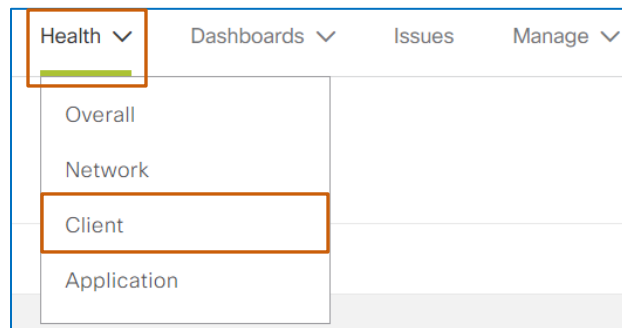 Health Dashboards Issues Manage
Overall
Network
Client
Application